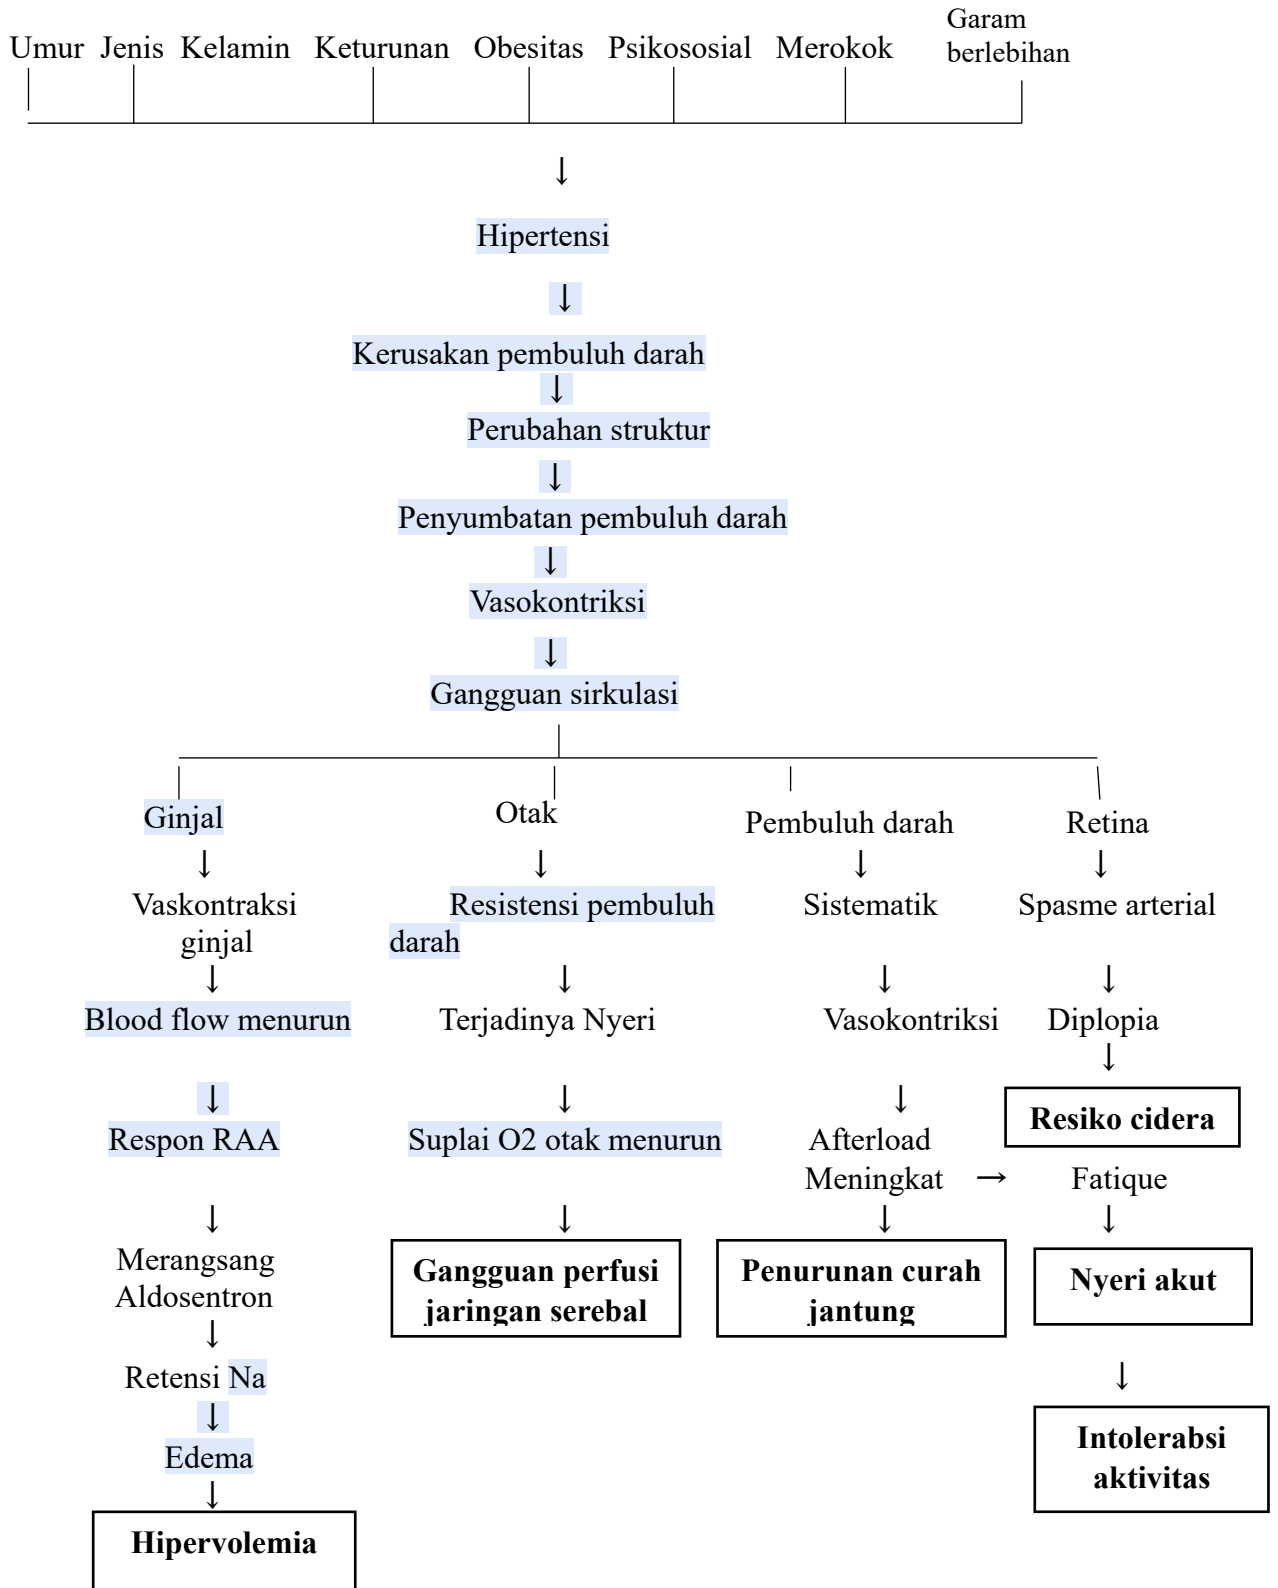 Umur Jenis Kelamin Keturunan Obesitas Psikososial Merokok Garam
berlebihan
↓
Hipertensi
↓
Kerusakan pembuluh darah
↓
Perubahan struktur
↓
Penyumbatan pembuluh darah
↓
Vasokontriksi
↓
Gangguan sirkulasi
Ginjal
↓
Vaskontraksi
ginjal
↓
Blood flow menurun
↓
Respon RAA
↓
Merangsang
Aldosentron
↓
Retensi Na
↓
Edema
↓
Hipervolemia
Otak
↓
Resistensi pembuluh
darah
↓
Terjadinya Nyeri
↓
Suplai O2 otak menurun
↓
Gangguan perfusi
jaringan serebal
Pembuluh darah
↓
Sistematik
↓
Vasokontriksi
↓
Afterload
Meningkat →
↓
Penurunan curah
jantung
Retina
↓
Spasme arterial
↓
Diplopia
↓
Resiko cidera
Fatique
↓
Nyeri akut
↓
Intolerabsi
aktivitas